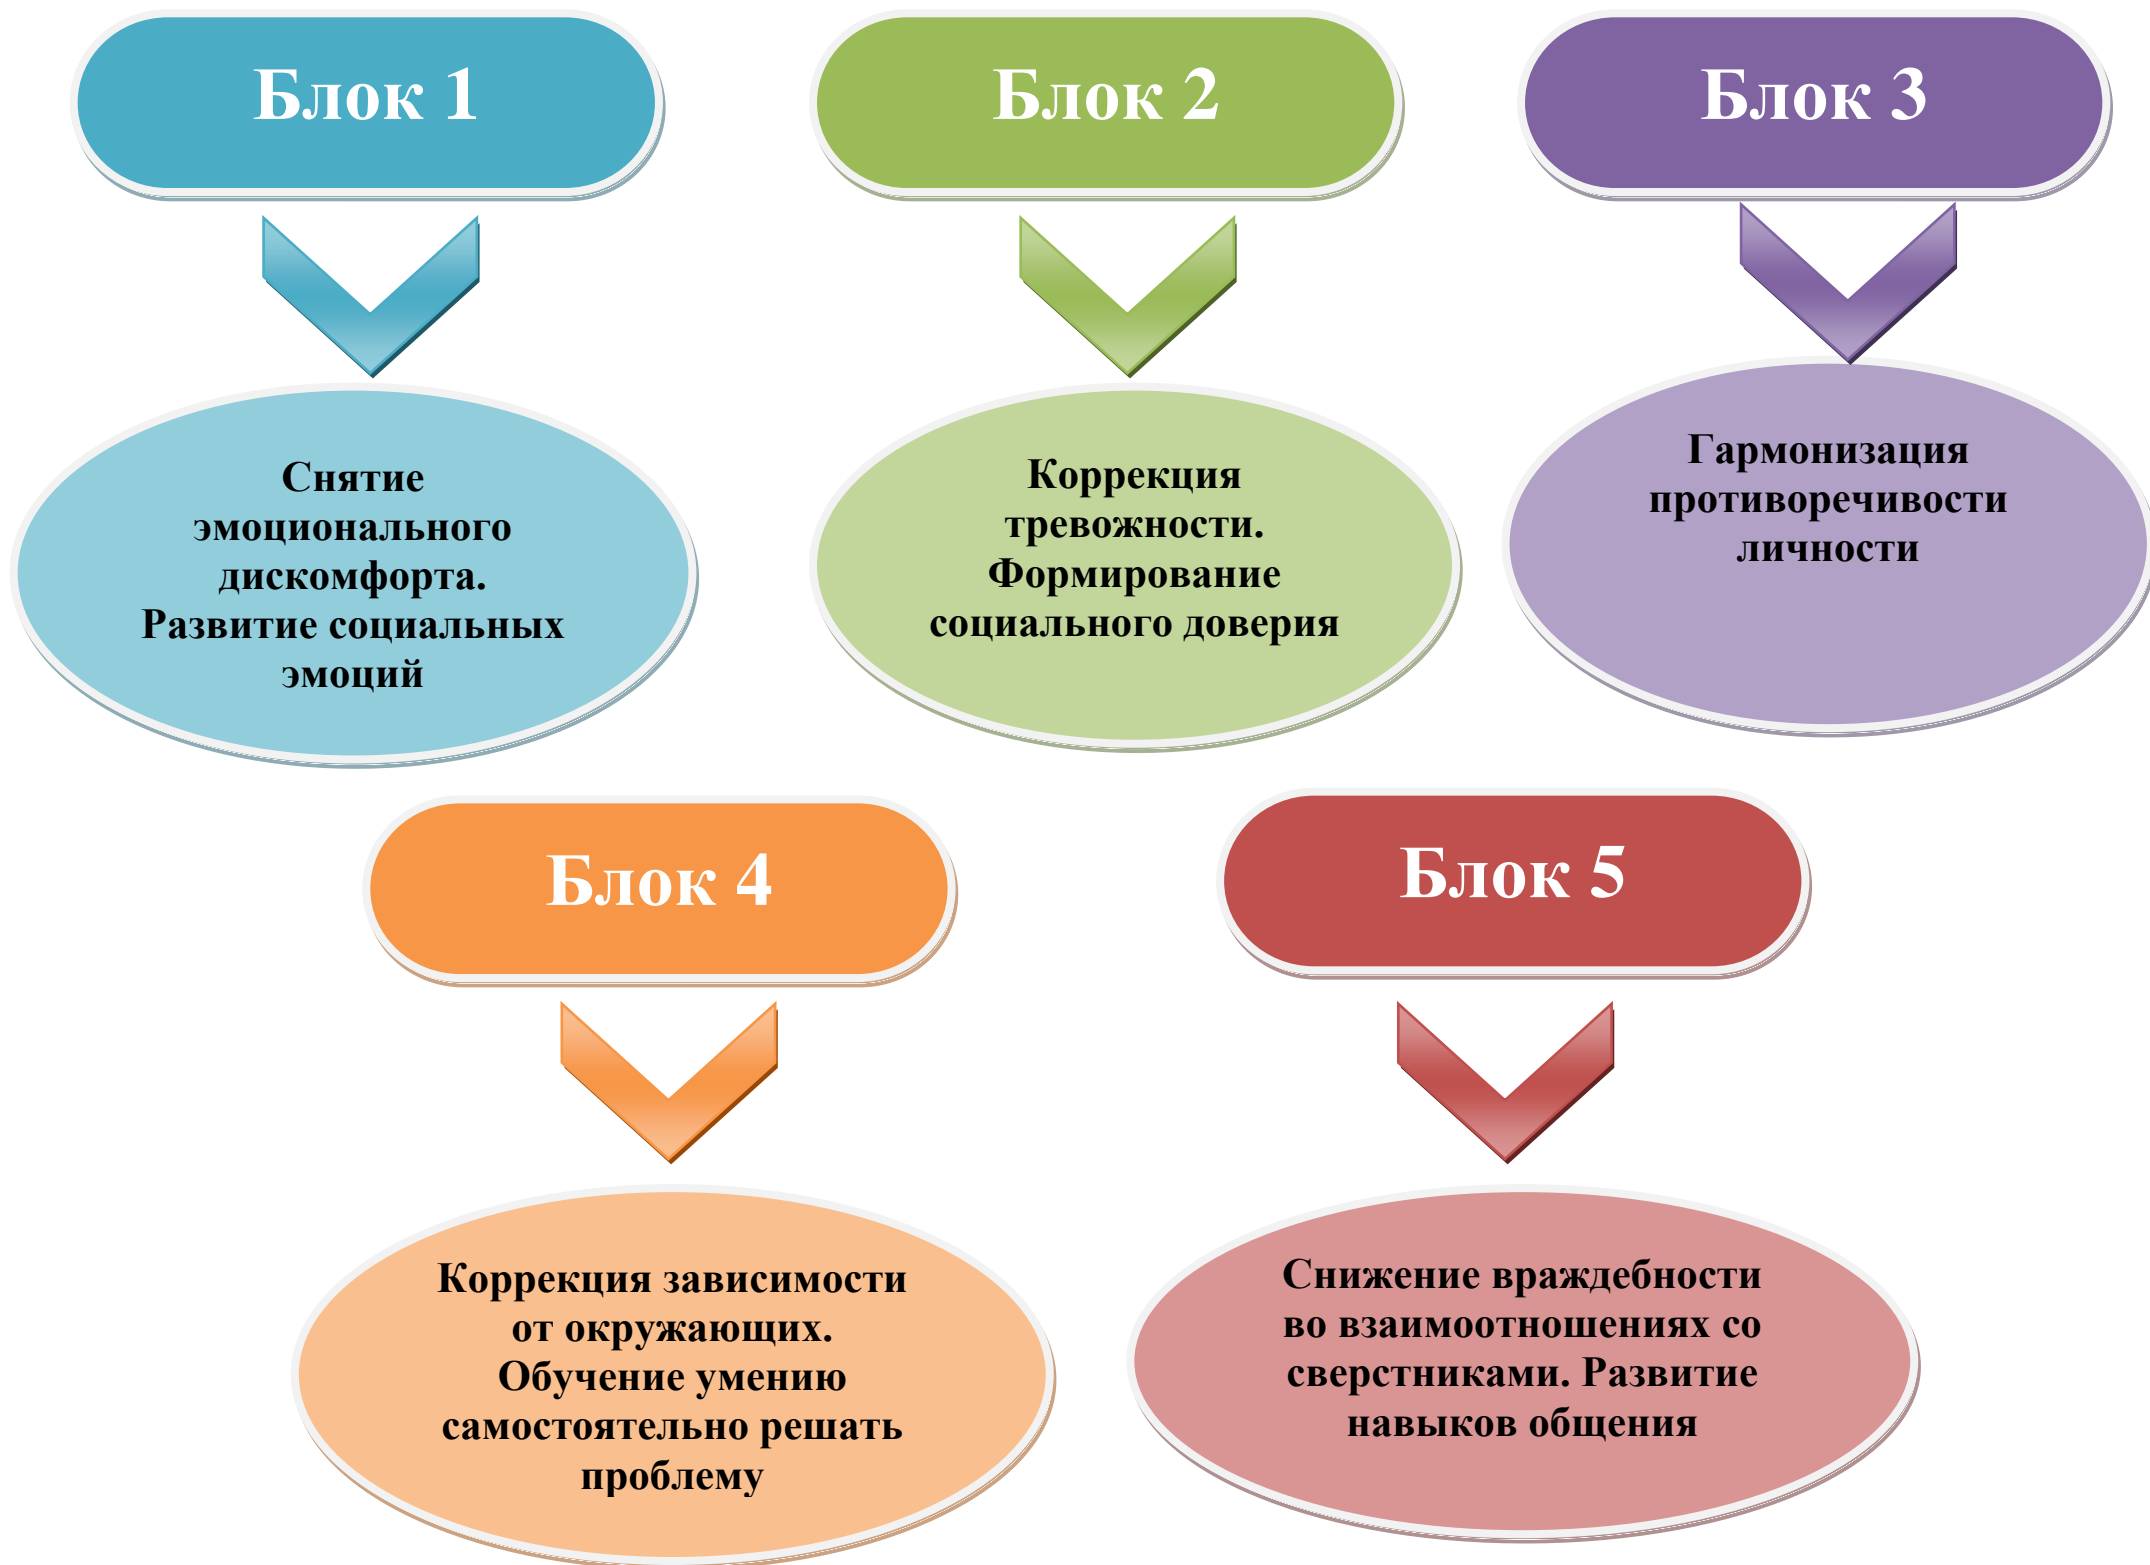 Блок 1
Блок 2
Блок 3
Снятие
эмоционального
дискомфорта.
Развитие социальных
эмоций
Коррекция
тревожности.
Формирование
социального доверия
Гармонизация
противоречивости
личности
Блок 4
Блок 5
Коррекция зависимости
от окружающих.
Обучение умению
самостоятельно решать
проблему
Снижение враждебности
во взаимоотношениях со
сверстниками. Развитие
навыков общения